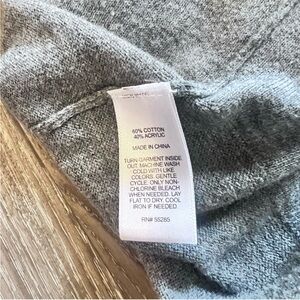 60% COTTON
40% ACRYLIC
MADE IN CHINA
TURN GARMENT INSIDE
OUT. MACHINE WASH
COLD WITH LIKE
COLORS. GENTLE
CYCLE. ONLY NON-
CHLORINE BLEACH
WHEN NEEDED. LAY
FLAT TO DRY. COOL
IRON IF NEEDED.
RN# 55285